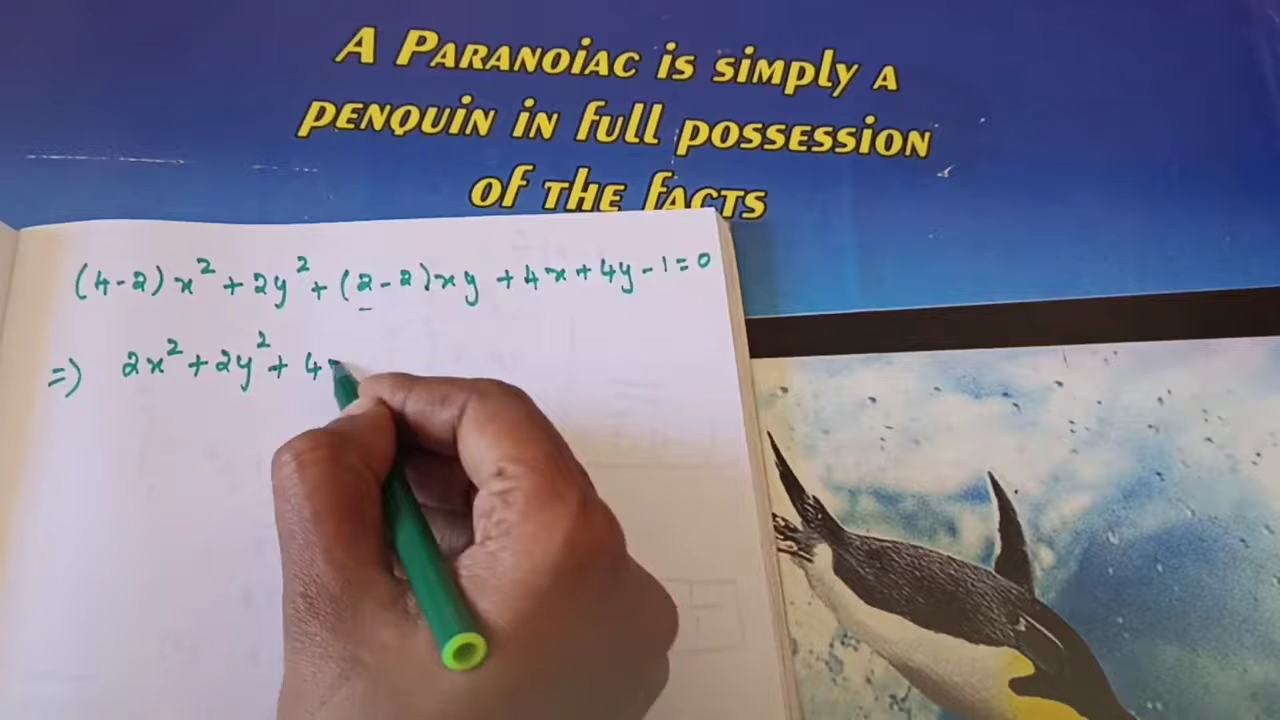 A PARANOiAC iS SiMPly A
PENQUiN iN full POSSESSiON
of THE fACTS
(4-2)x² + 2y² + (2-2)xy + 4x + 4y - 1 = 0
=) 2x² + 2y² + 4